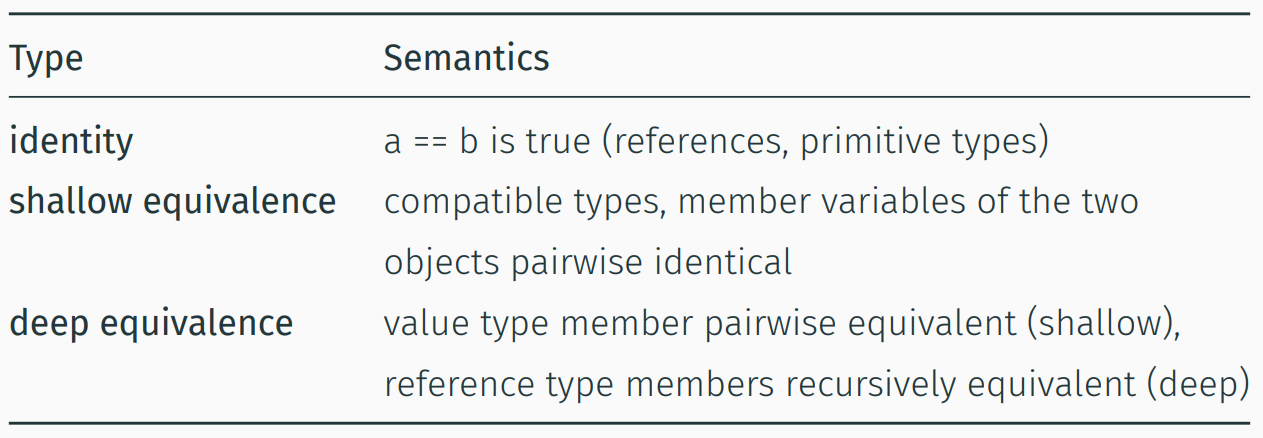 Type Semantics
identity a == b is true (references, primitive types)
shallow equivalence compatible types, member variables of the two
objects pairwise identical
deep equivalence value type member pairwise equivalent (shallow),
reference type members recursively equivalent (deep)